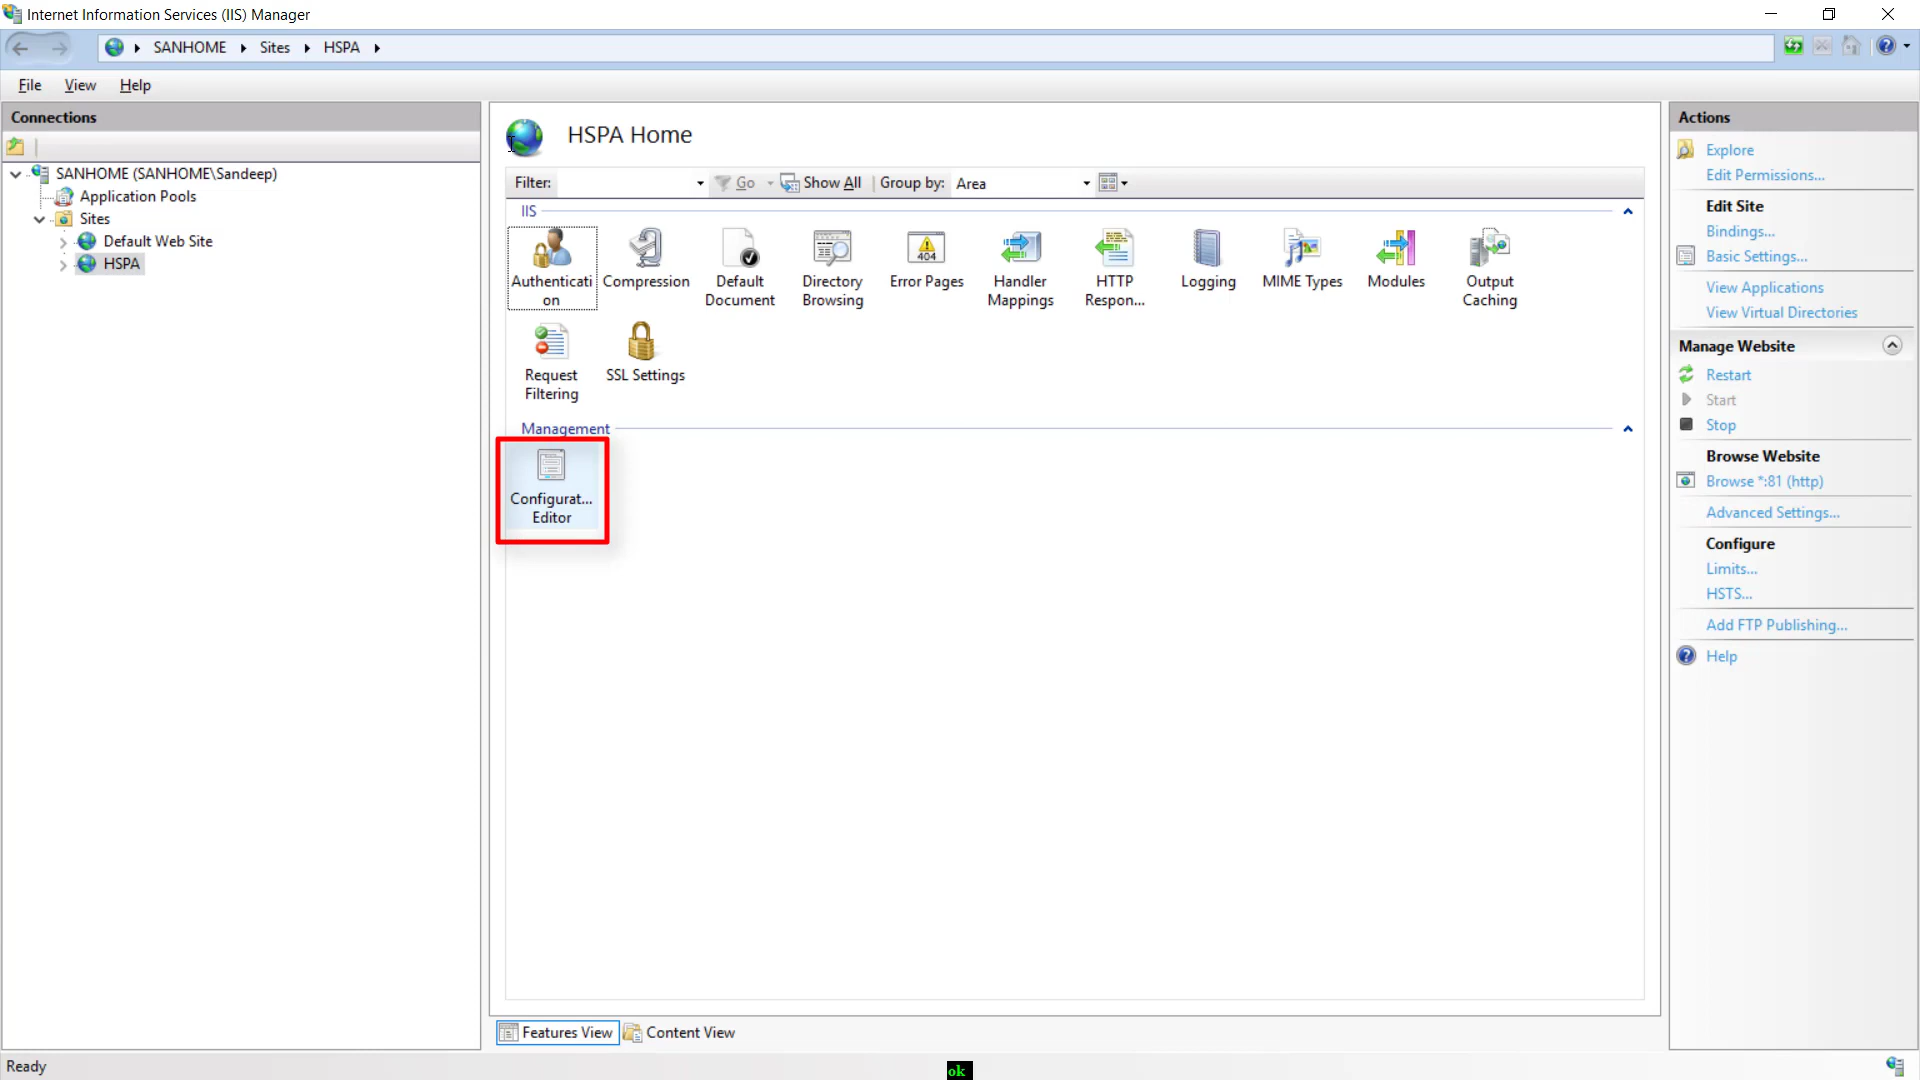 Internet Information Services (IIS) Manager
SANHOME Sites HSPA
File View Help
Connections
SANHOME (SANHOME\Sandeep)
Application Pools
Sites
Default Web Site
HSPA
HSPA Home
Filter: Go Show All Group by: Area
IIS
Authenticati
on
Compression
Default
Document
Directory
Browsing
Error Pages
404
Handler
Mappings
HTTP
Respon...
Logging
MIME Types
Modules
Output
Caching
Request
Filtering
SSL Settings
Management
Configurat...
Editor
Features View Content View
Actions
Explore
Edit Permissions...
Edit Site
Bindings...
Basic Settings...
View Applications
View Virtual Directories
Manage Website
Restart
Start
Stop
Browse Website
Browse *:81 (http)
Advanced Settings...
Configure
Limits...
HSTS...
Add FTP Publishing...
Help
Ready
ok